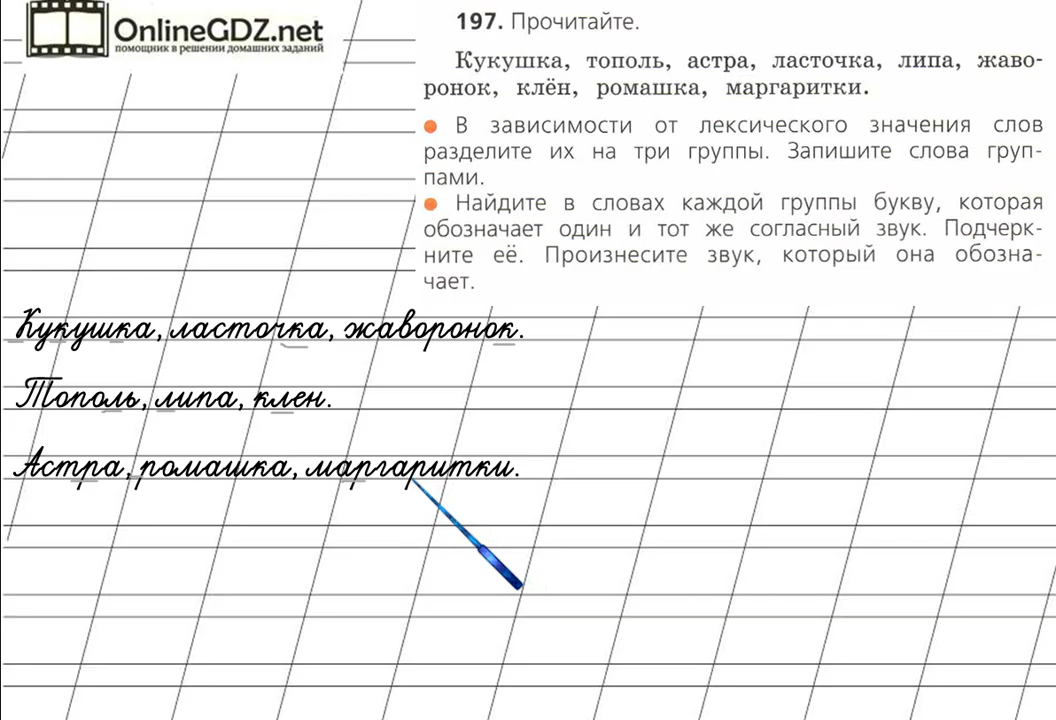 OnlineGDZ.net
помощник в решении домашних заданий
197. Прочитайте.
Кукушка, тополь, астра, ласточка, липа, жаво-
ронок, клён, ромашка, маргаритки.
В зависимости от лексического значения слов
разделите их на три группы. Запишите слова груп-
пами.
Найдите в словах каждой группы букву, которая
обозначает один и тот же согласный звук. Подчерк-
ните её. Произнесите звук, который она обозна-
чает.
Кукушка, ласточка, жаворонок.
Тополь, липа, клен.
Астра, ромашка, маргаритки.